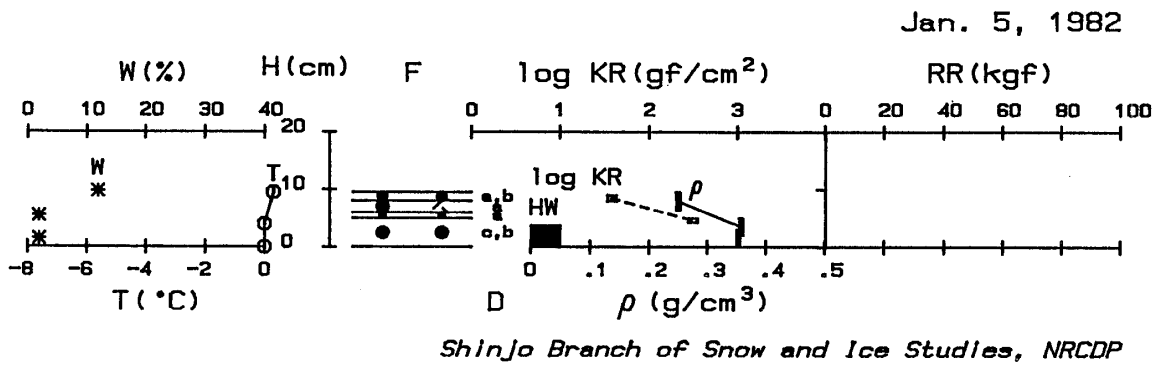 Jan. 5, 1982
W(%) H(cm) F log KR(gf/cm²) RR(kgf)
0 10 20 30 40 0 1 2 3 0 20 40 60 80 100
20
W T 10 log KR ρ
a,b
HW
c,b
0
-8 -6 -4 -2 0 0 .1 .2 .3 .4 .5
T(°C) D ρ(g/cm³)
Shinjo Branch of Snow and Ice Studies, NRCDP